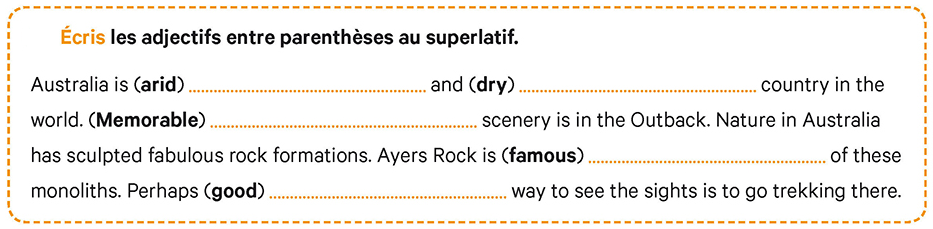 Écris les adjectifs entre parenthèses au superlatif.
Australia is (arid) ................................ and (dry) ................................ country in the
world. (Memorable) ................................ scenery is in the Outback. Nature in Australia
has sculpted fabulous rock formations. Ayers Rock is (famous) ................................ of these
monoliths. Perhaps (good) ................................ way to see the sights is to go trekking there.